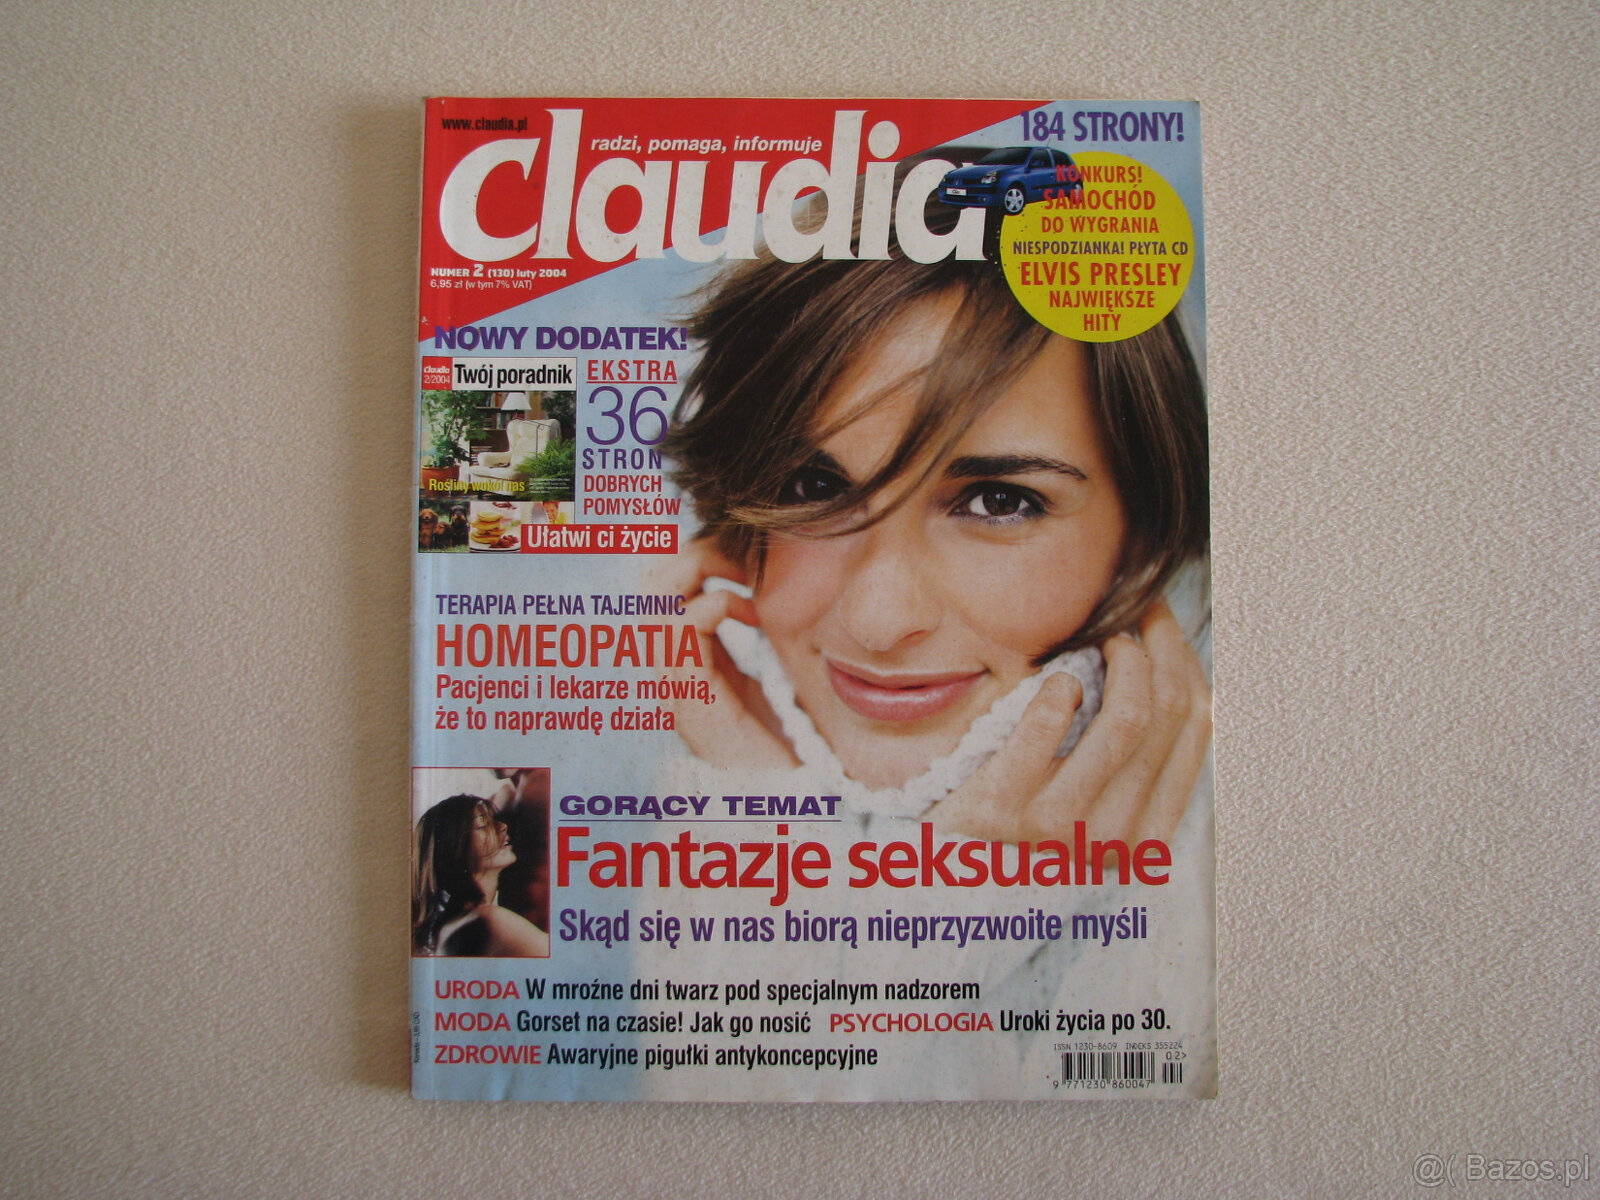 www.claudia.pl
radzi, pomaga, informuje
claudia
NUMER 2 (130) luty 2004
6,95 zł (w tym 7% VAT)
184 STRONY!
KONKURS!
SAMOCHÓD
DO WYGRANIA
NIESPODZIANKA! PŁYTA CD
ELVIS PRESLEY
NAJWIĘKSZE
HITY
NOWY DODATEK!
Claudia
2/2004
Twój poradnik
Rośliny wokół nas
EKSTRA
36
STRON
DOBRYCH
POMYSŁÓW
Ułatwi ci życie
TERAPIA PEŁNA TAJEMNIC
HOMEOPATIA
Pacjenci i lekarze mówią,
że to naprawdę działa
GORĄCY TEMAT
Fantazje seksualne
Skąd się w nas biorą nieprzyzwoite myśli
URODA W mroźne dni twarz pod specjalnym nadzorem
MODA Gorset na czasie! Jak go nosić PSYCHOLOGIA Uroki życia po 30.
ZDROWIE Awaryjne pigułki antykoncepcyjne
ISSN 1230-8609 INDEKS 355224
02>
9 771230 860047
@( Bazos.pl